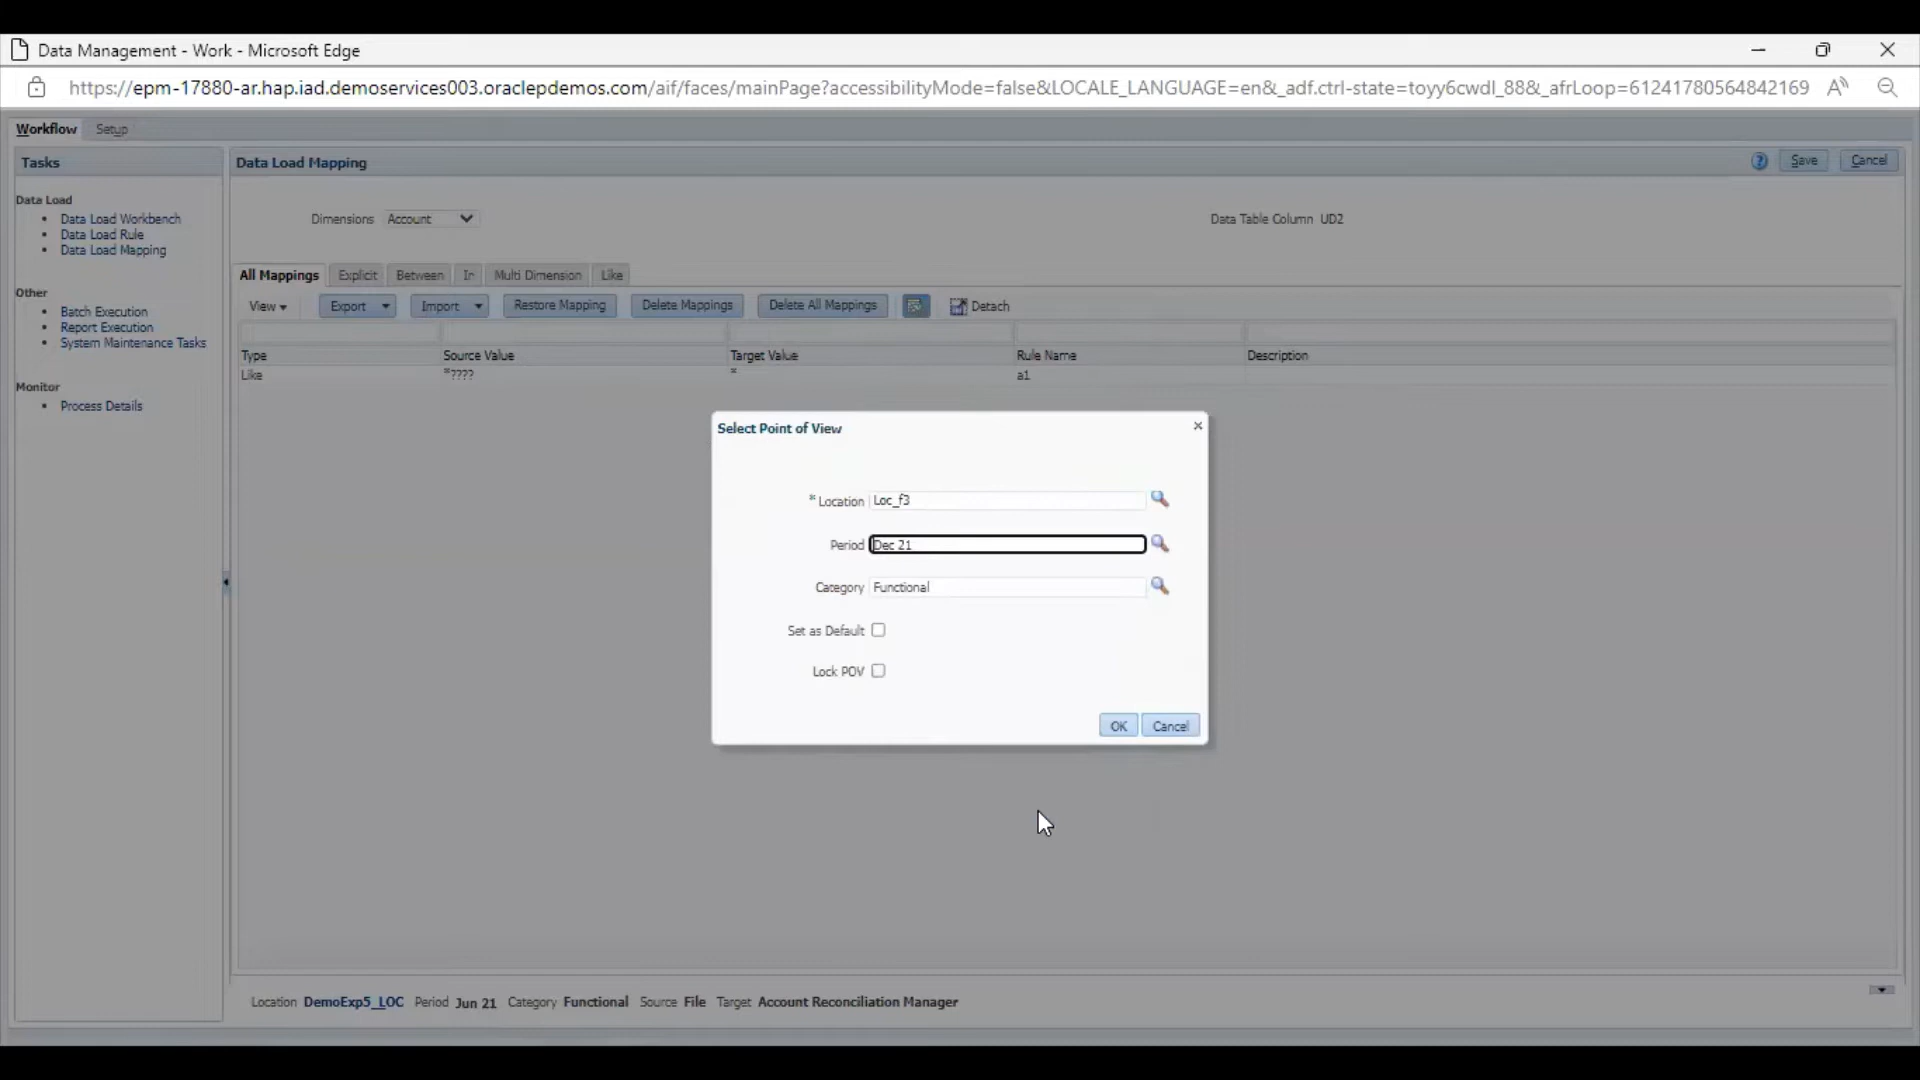 Data Management - Work - Microsoft Edge
https://epm-17880-ar.hap.iad.demoservices003.oraclepdemos.com/aif/faces/mainPage?accessibilityMode=false&LOCALE_LANGUAGE=en&_adf.ctrl-state=toyy6cwdl_88&_afrLoop=61241780564842169
Workflow Setup
Tasks
Data Load
Data Load Workbench
Data Load Rule
Data Load Mapping
Other
Batch Execution
Report Execution
System Maintenance Tasks
Monitor
Process Details
Data Load Mapping Save Cancel
Dimensions Account Data Table Column UD2
All Mappings Explicit Between In Multi Dimension Like
View Export Import Restore Mapping Delete Mappings Delete All Mappings Detach
Type Source Value Target Value Rule Name Description
Like *???? * a1
Select Point of View
* Location Loc_f3
Period Dec 21
Category Functional
Set as Default
Lock POV
OK Cancel
Location DemoExp5_LOC Period Jun 21 Category Functional Source File Target Account Reconciliation Manager